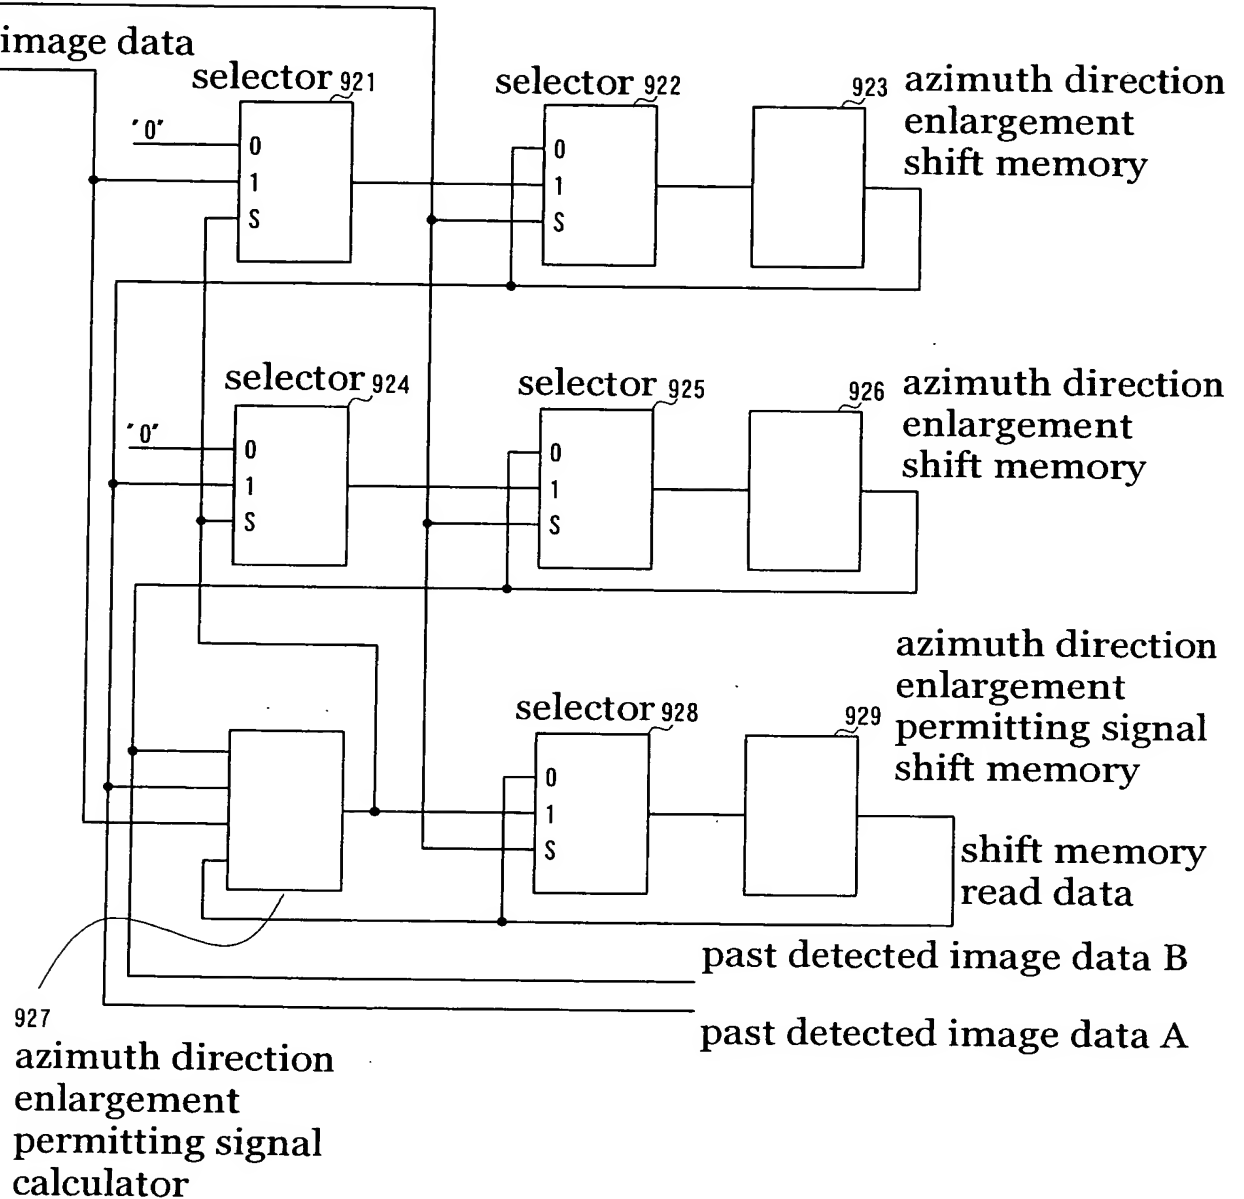 image data
selector 921
selector 922
923
azimuth direction
enlargement
shift memory
'0'
0
1
S
0
1
S
selector 924
selector 925
926
azimuth direction
enlargement
shift memory
'0'
0
1
S
0
1
S
azimuth direction
enlargement
permitting signal
shift memory
selector 928
929
0
1
S
shift memory
read data
past detected image data B
past detected image data A
927
azimuth direction
enlargement
permitting signal
calculator